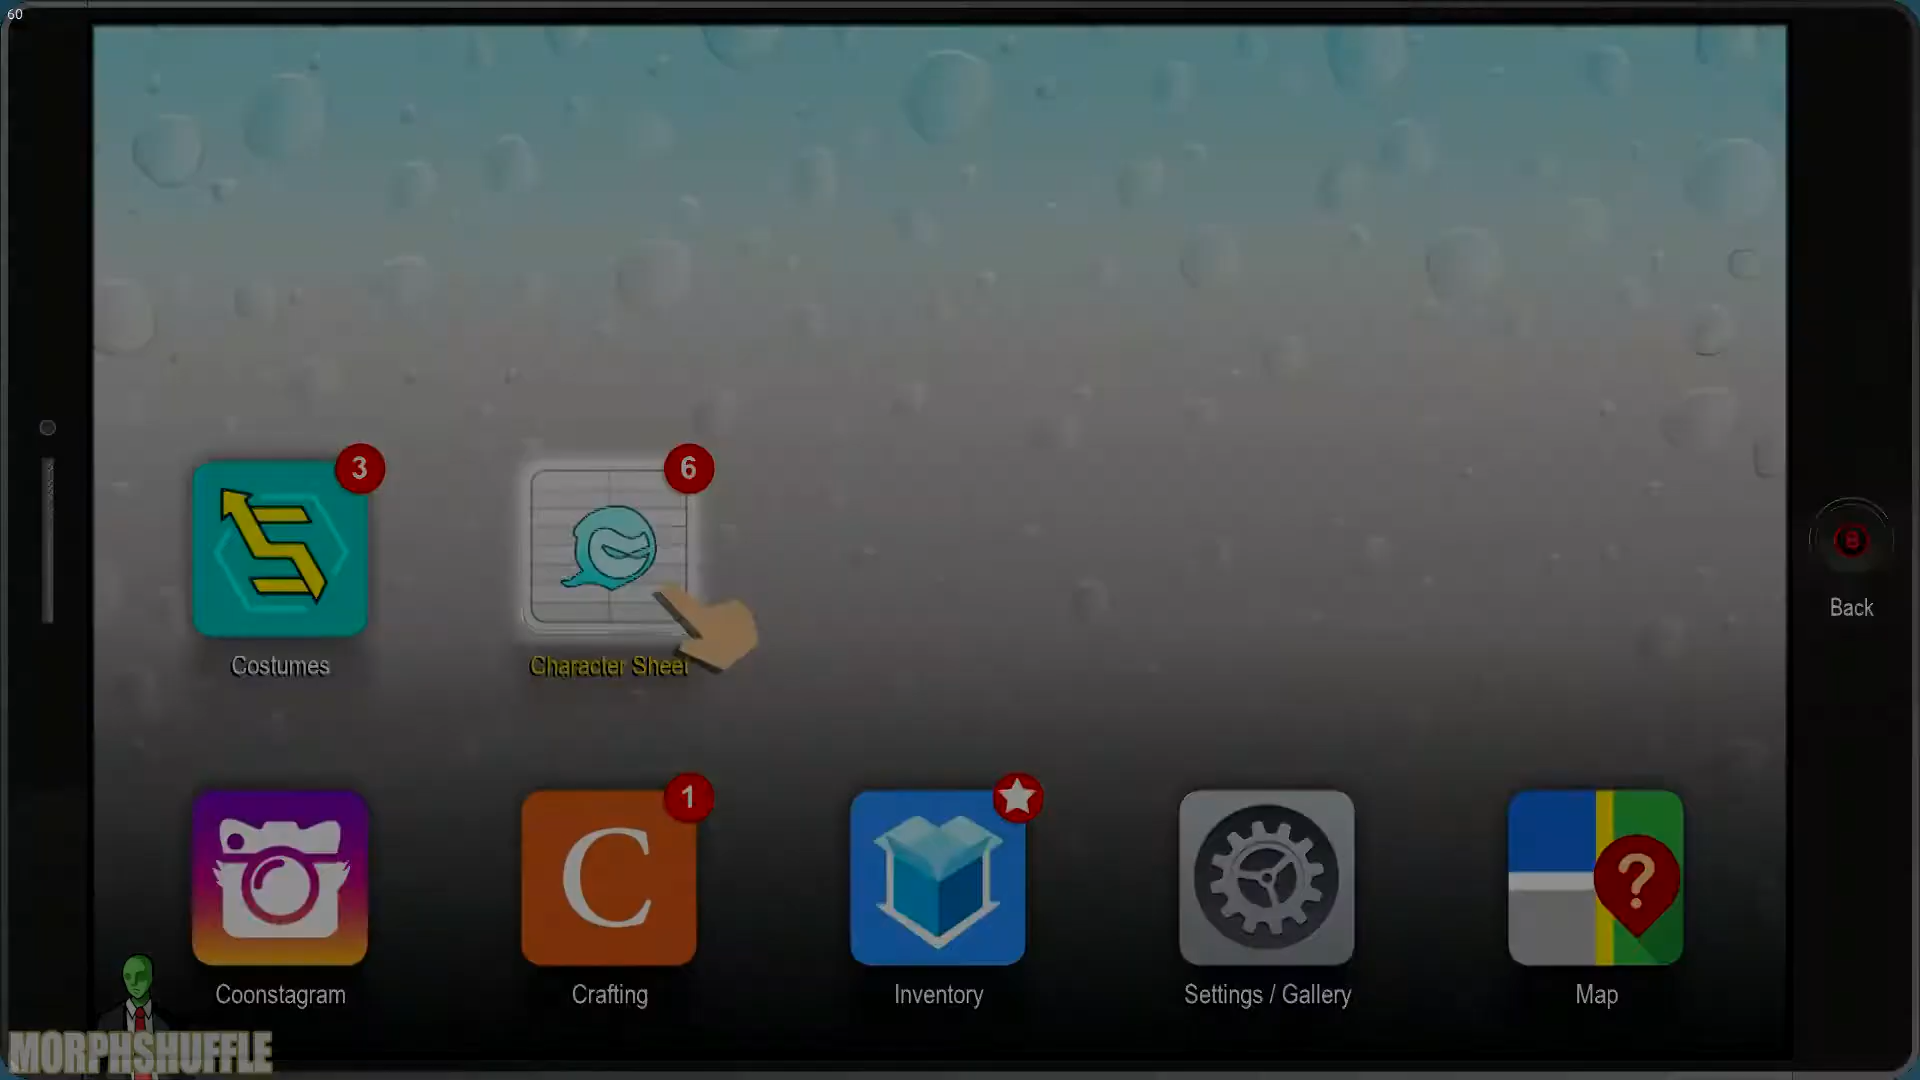 60
3
6
Costumes
Character Sheet
B
Back
1
C
?
Coonstagram
Crafting
Inventory
Settings / Gallery
Map
MORPHSHUFFLE